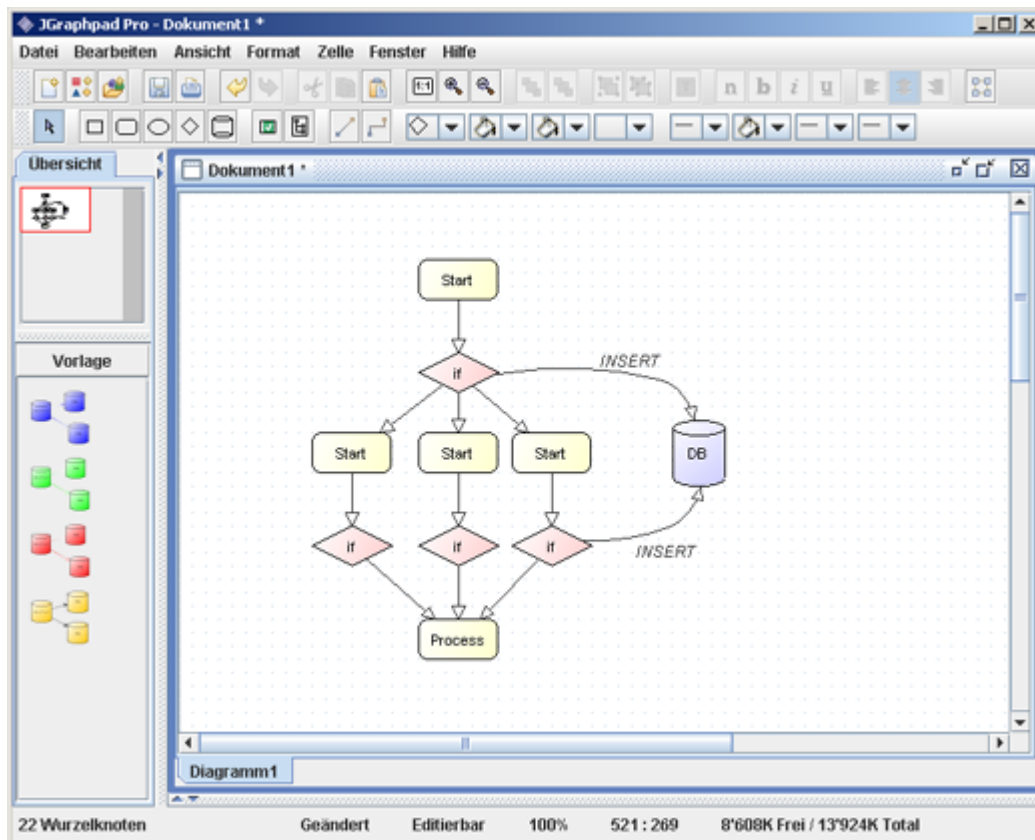 JGraphpad Pro - Dokument1 *
Datei Bearbeiten Ansicht Format Zelle Fenster Hilfe
1:1 n b i u
Übersicht
Dokument1 *
Vorlage
Start
if
INSERT
Start Start Start
DB
if if if
INSERT
Process
Diagramm1
22 Wurzelknoten Geändert Editierbar 100% 521 : 269 8'608K Frei / 13'924K Total